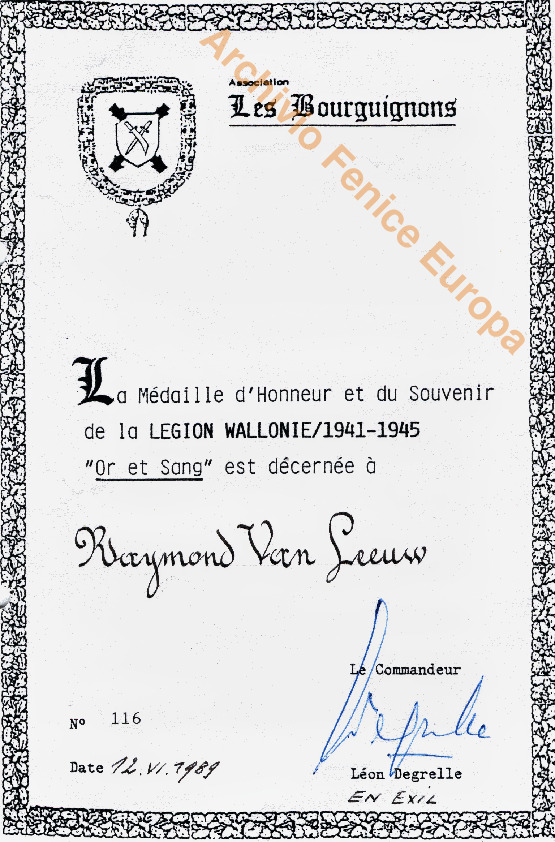 Association
Les Bourguignons
Archivio Fenice Europa
La Médaille d'Honneur et du Souvenir
de la LEGION WALLONIE/1941-1945
"Or et Sang" est décernée à
Raymond Van Leeuw
Le Commandeur
Degrelle
N° 116
Date 12.VI.1989
Léon Degrelle
EN EXIL